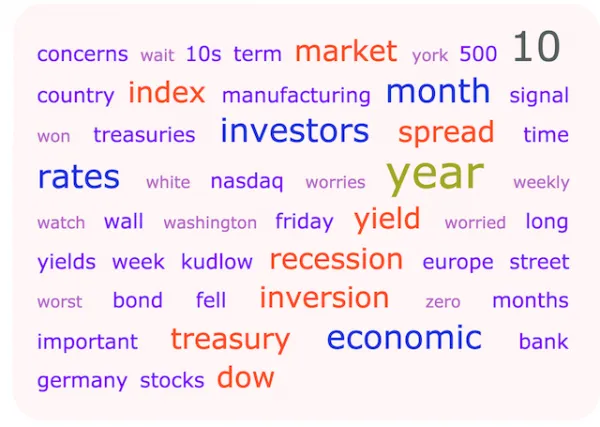 concerns wait 10s term market york 500 10
country index manufacturing month signal
won treasuries investors spread time
rates white nasdaq worries year weekly
watch wall washington friday yield worried long
yields week kudlow recession europe street
worst bond fell inversion zero months
important treasury economic bank
germany stocks dow